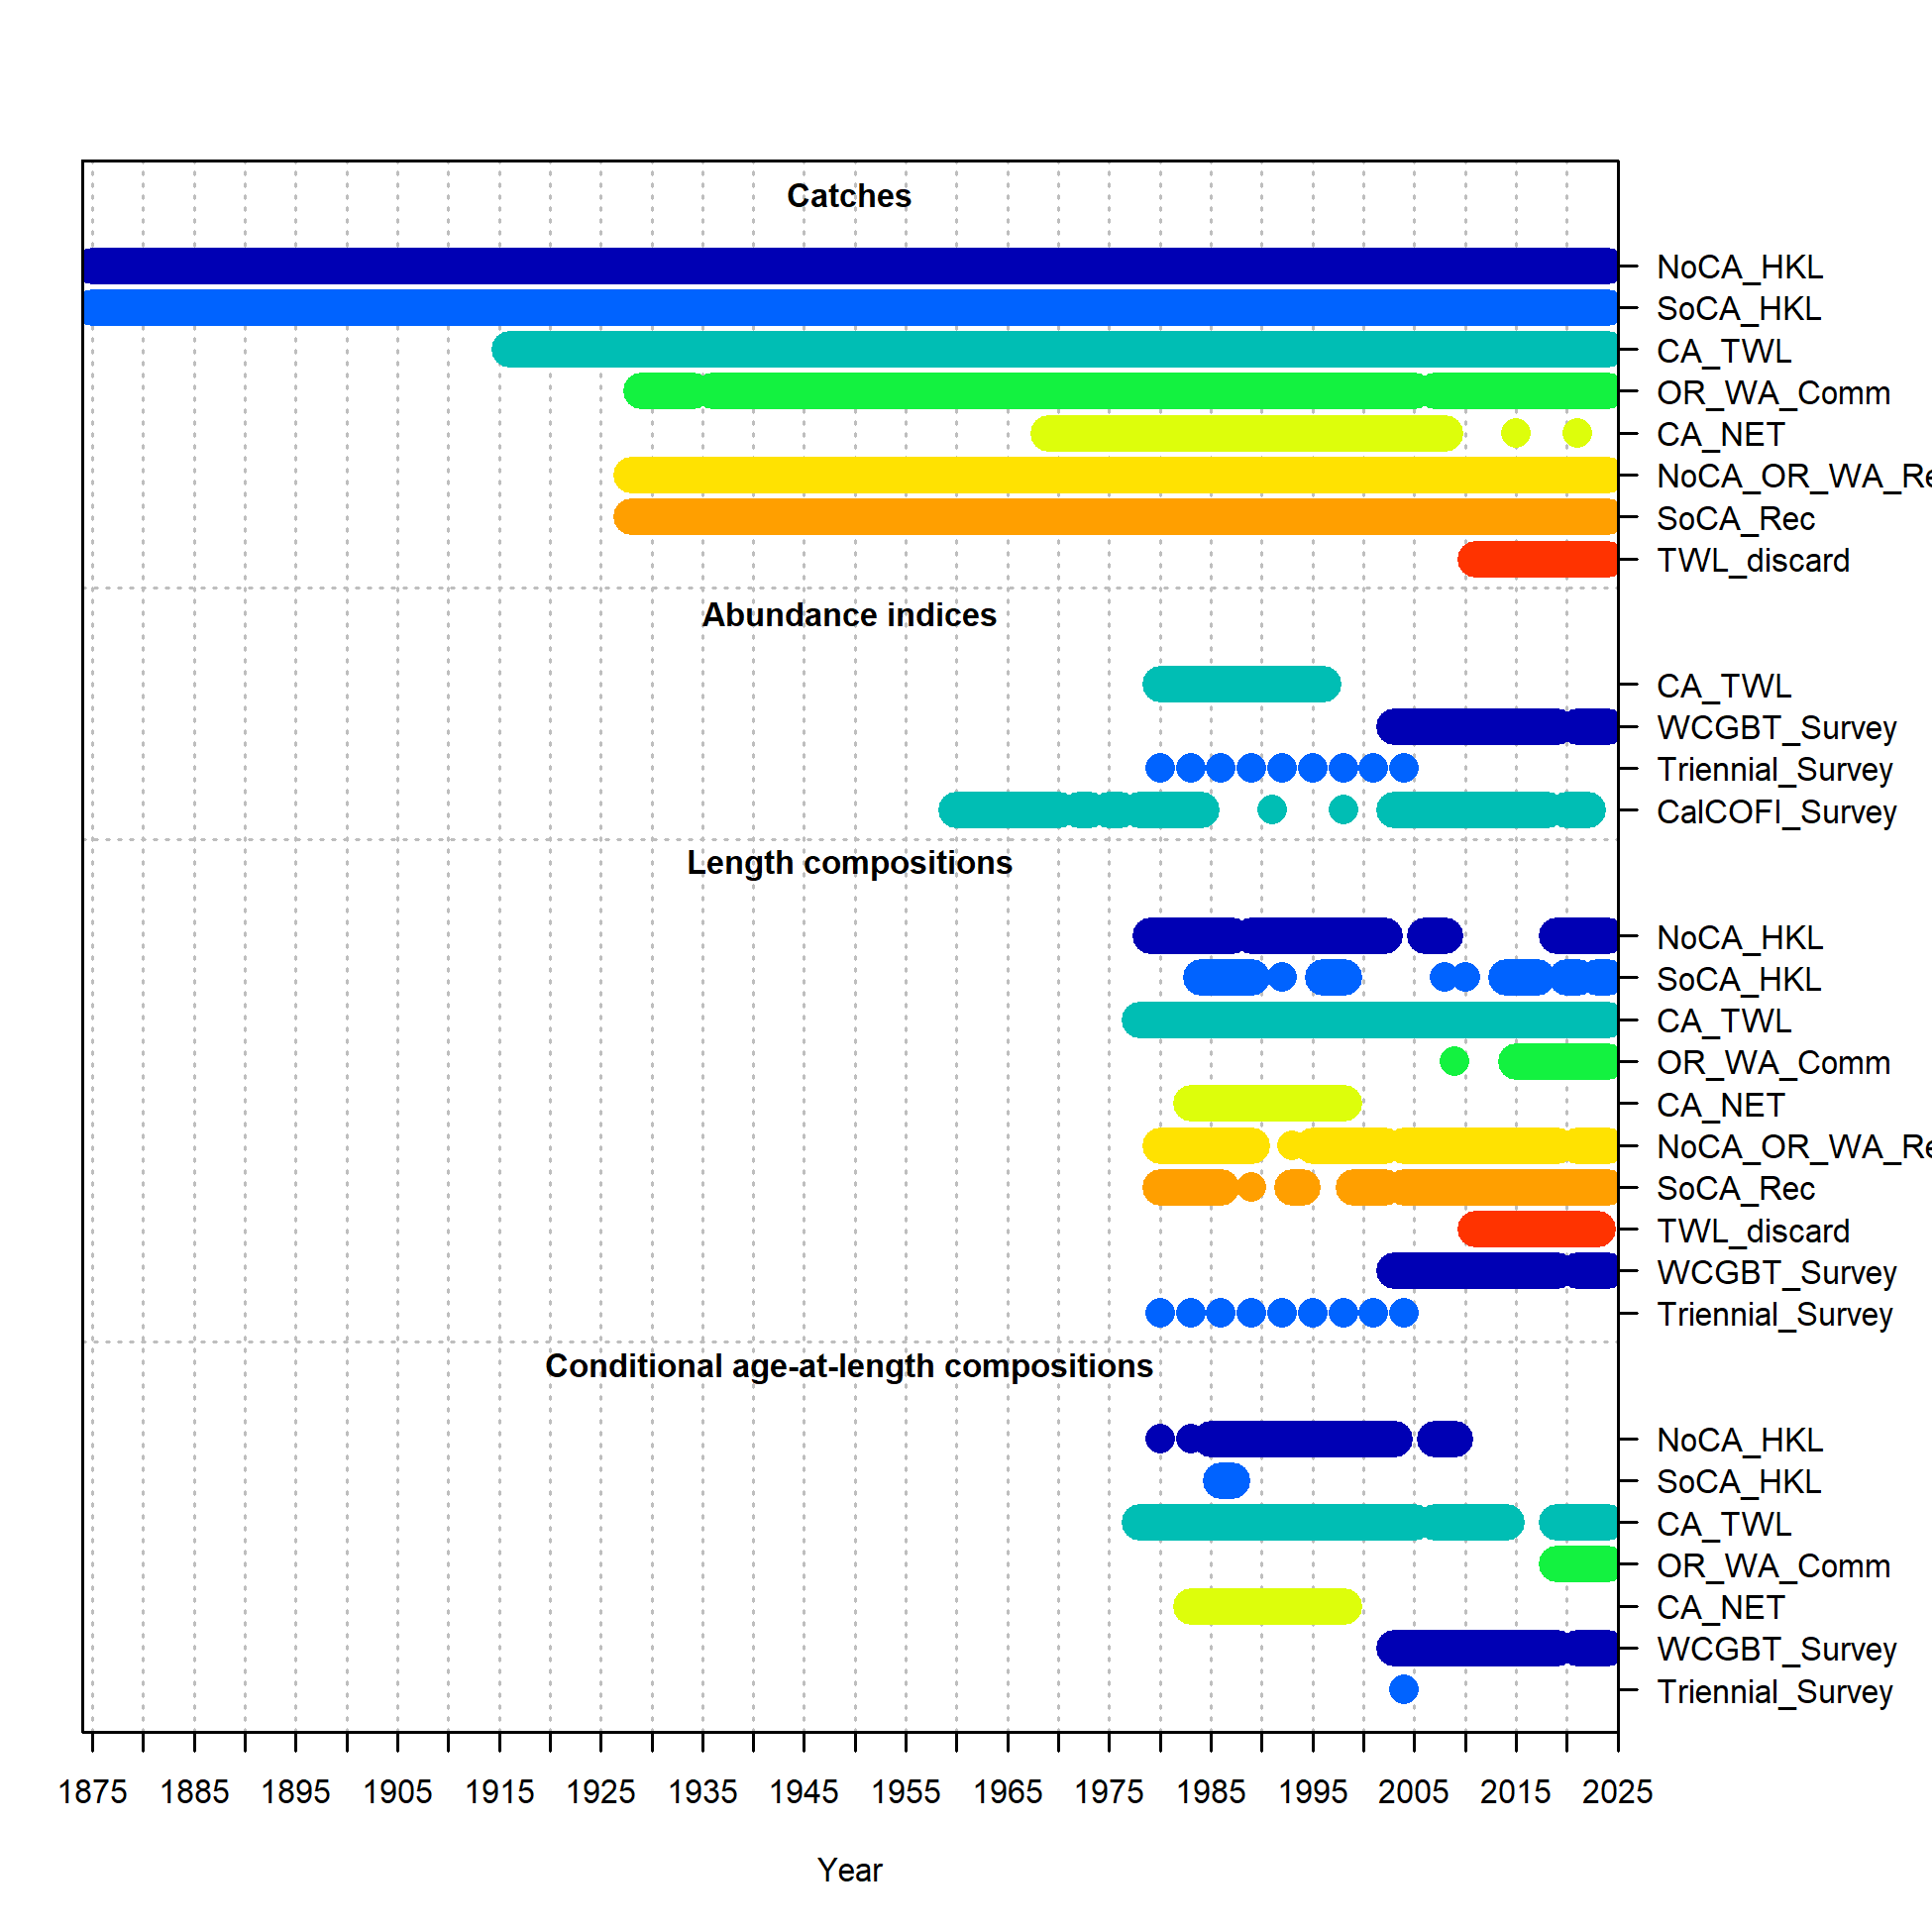 Catches
NoCA_HKL
SoCA_HKL
CA_TWL
OR_WA_Comm
CA_NET
NoCA_OR_WA_Re
SoCA_Rec
TWL_discard
Abundance indices
CA_TWL
WCGBT_Survey
Triennial_Survey
CalCOFI_Survey
Length compositions
NoCA_HKL
SoCA_HKL
CA_TWL
OR_WA_Comm
CA_NET
NoCA_OR_WA_Re
SoCA_Rec
TWL_discard
WCGBT_Survey
Triennial_Survey
Conditional age-at-length compositions
NoCA_HKL
SoCA_HKL
CA_TWL
OR_WA_Comm
CA_NET
WCGBT_Survey
Triennial_Survey
1875 1885 1895 1905 1915 1925 1935 1945 1955 1965 1975 1985 1995 2005 2015 2025
Year